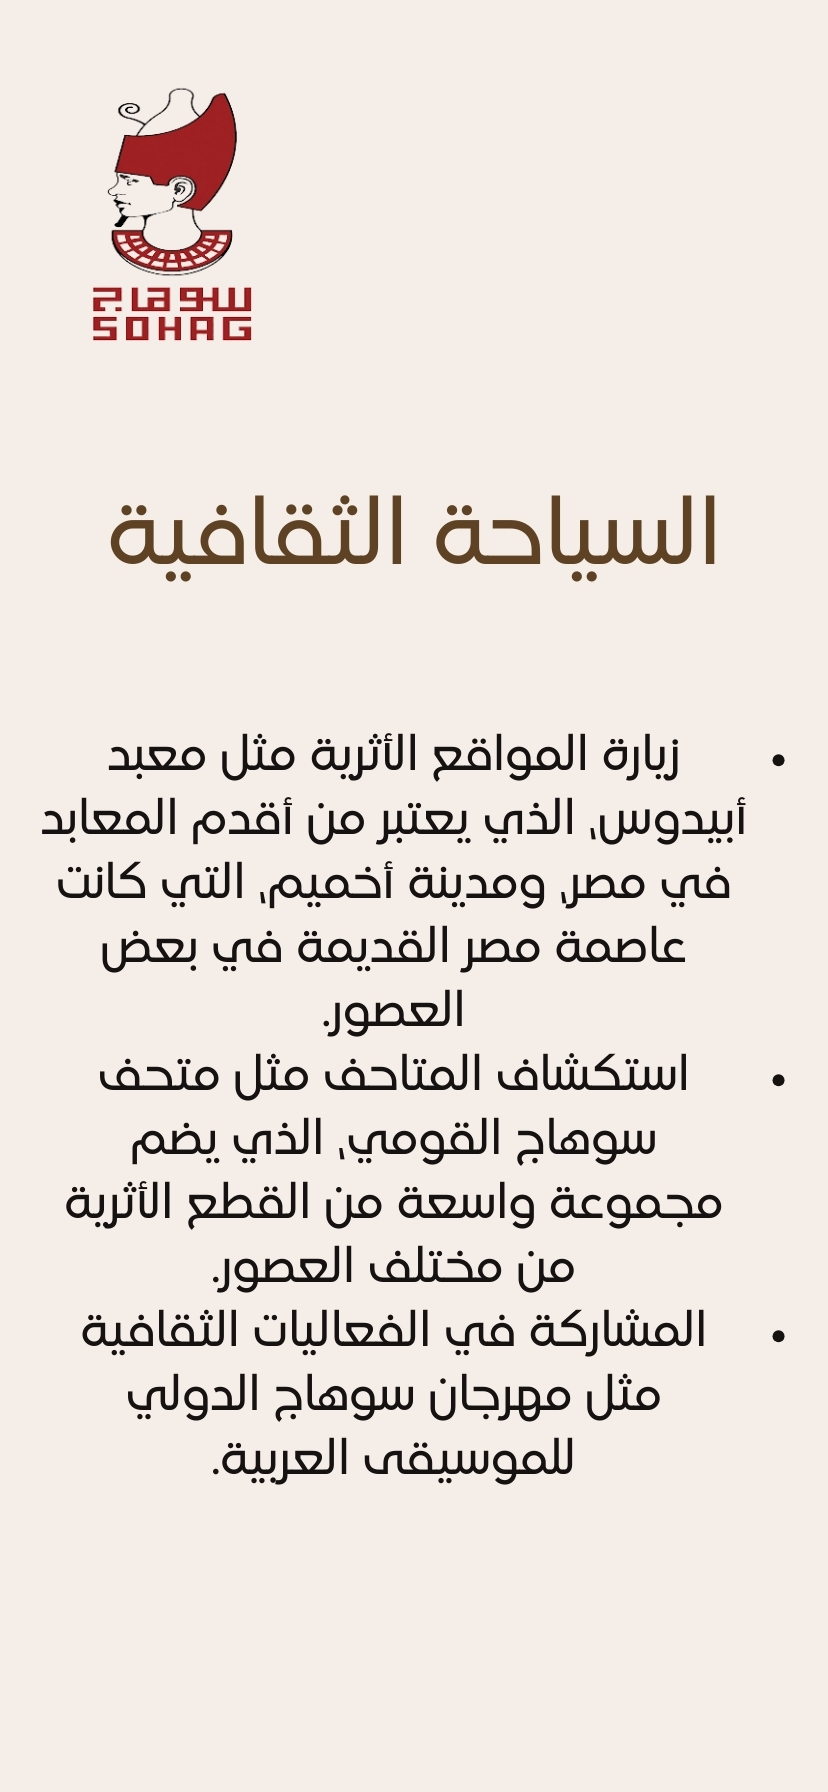 سوهاج
SOHAG
السياحة الثقافية
• زيارة المواقع الأثرية مثل معبد
أبيدوس، الذي يعتبر من أقدم المعابد
في مصر، ومدينة أخميم، التي كانت
عاصمة مصر القديمة في بعض
العصور.
• استكشاف المتاحف مثل متحف
سوهاج القومي، الذي يضم
مجموعة واسعة من القطع الأثرية
من مختلف العصور.
• المشاركة في الفعاليات الثقافية
مثل مهرجان سوهاج الدولي
للموسيقى العربية.